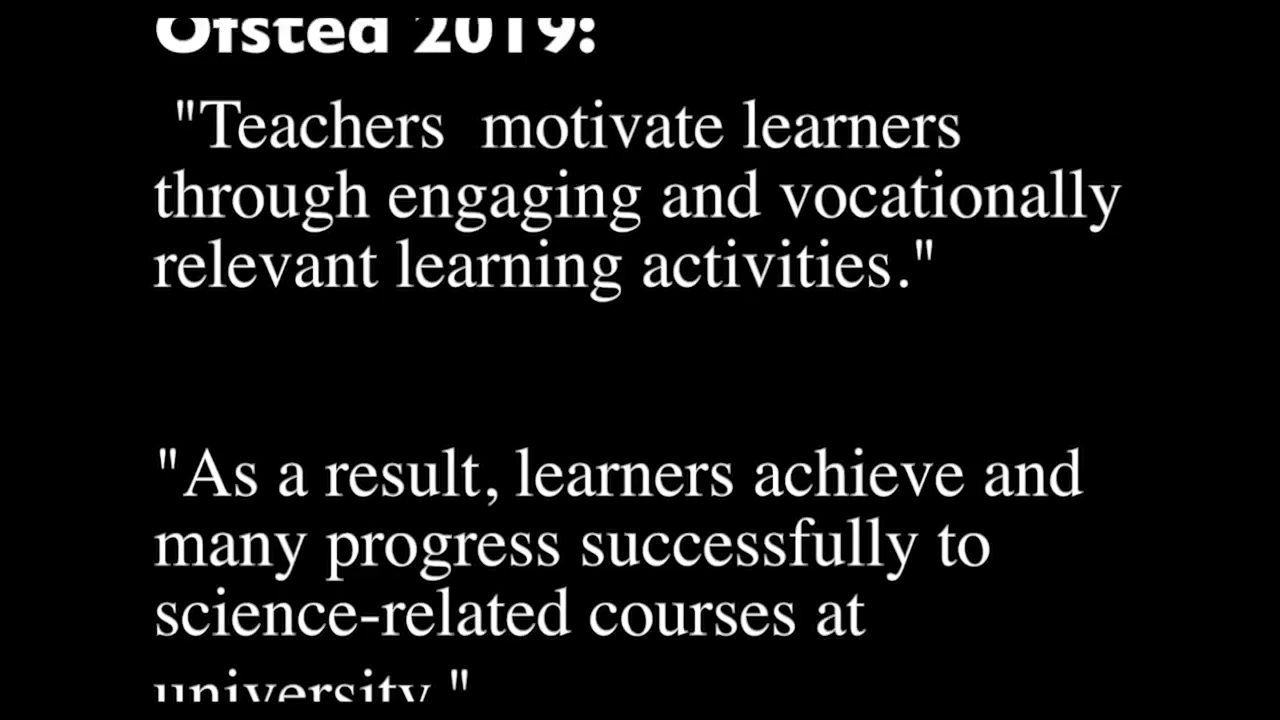 Ofsted 2019:
"Teachers  motivate learners
through engaging and vocationally
relevant learning activities."
"As a result, learners achieve and
many progress successfully to
science-related courses at
university."